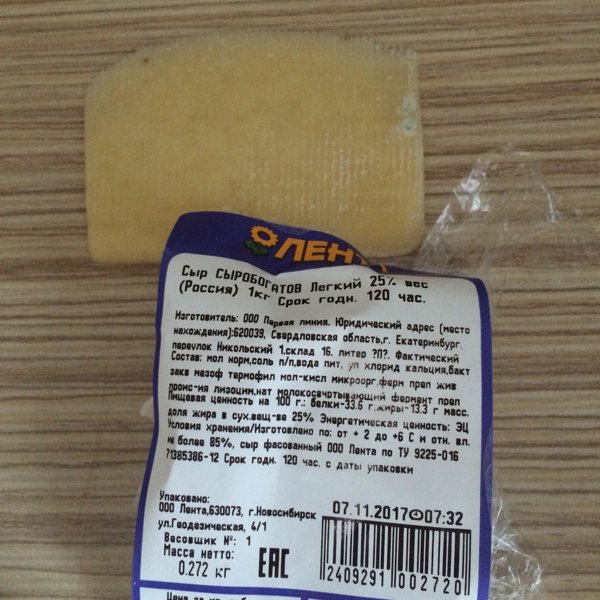 ЛЕНТА
Сыр СЫРОБОГАТОВ Легкий 25% вес
(Россия) 1кг Срок годн. 120 час.
Изготовитель: ООО Первая линия. Юридический адрес (место
нахождения):620039, Свердловская область,г. Екатеринбург,
переулок Никольский 1,склад 16, литер ?П?. Фактический
Состав: мол норм,соль п/п,вода пит, уп хлорид кальция,бакт
закв мезоф термофил мол-кисл микроорг,ферм преп жив
происх-ия лизоцим,нат молокосвёртывающий фермент преп
Пищевая ценность на 100 г.: белки-33.6 г,жиры-13.3 г масс.
доля жира в сух.вещ-ве 25% Энергетическая ценность: ЭЦ
Условия хранения/Изготовлено по: от + 2 до +6 С и отн. вл.
не более 85%, сыр фасованный ООО Лента по ТУ 9225-016
71385386-12 Срок годн. 120 час. с даты упаковки
Упаковано:
ООО Лента,630073, г.Новосибирск
ул.Геодезическая, 4/1
07.11.2017 07:32
Весовщик №: 1
Масса нетто:
0.272 кг
EAC
2409291 002720